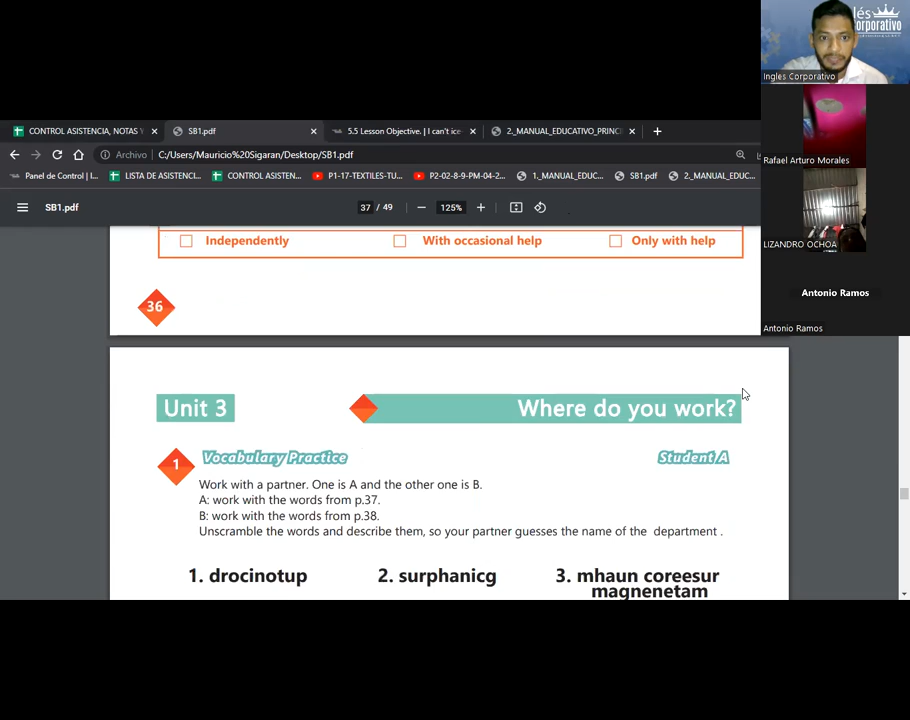 lés
Corporativo
Ingles Corporativo
CONTROL ASISTENCIA, NOTAS Y
SB1.pdf
5.5 Lesson Objective. | I can't ice-
2._MANUAL_EDUCATIVO_PRINC
Archivo
C:/Users/Mauricio%20Sigaran/Desktop/SB1.pdf
Rafael Arturo Morales
Panel de Control | I...
LISTA DE ASISTENCI...
CONTROL ASISTEN...
P1-17-TEXTILES-TU...
P2-02-8-9-PM-04-2...
1._MANUAL_EDUC...
SB1.pdf
2._MANUAL_EDUC...
SB1.pdf
37 / 49
125%
Independently
With occasional help
Only with help
LIZANDRO OCHOA
Antonio Ramos
Antonio Ramos
36
Unit 3
Where do you work?
1
Vocabulary Practice
Student A
Work with a partner. One is A and the other one is B.
A: work with the words from p.37.
B: work with the words from p.38.
Unscramble the words and describe them, so your partner guesses the name of the department .
1. drocinotup
2. surphanicg
3. mhaun coreesur
magnenetam